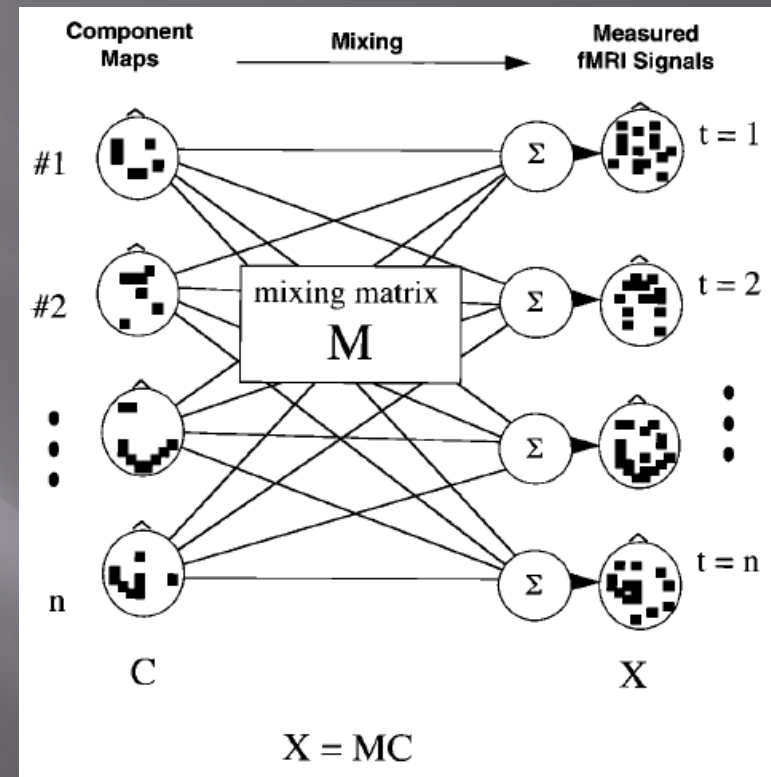 Component
Maps
Mixing
Measured
fMRI Signals
#1
Σ
t = 1
#2
mixing matrix
M
Σ
t = 2
Σ
n
Σ
t = n
C
X
X = MC